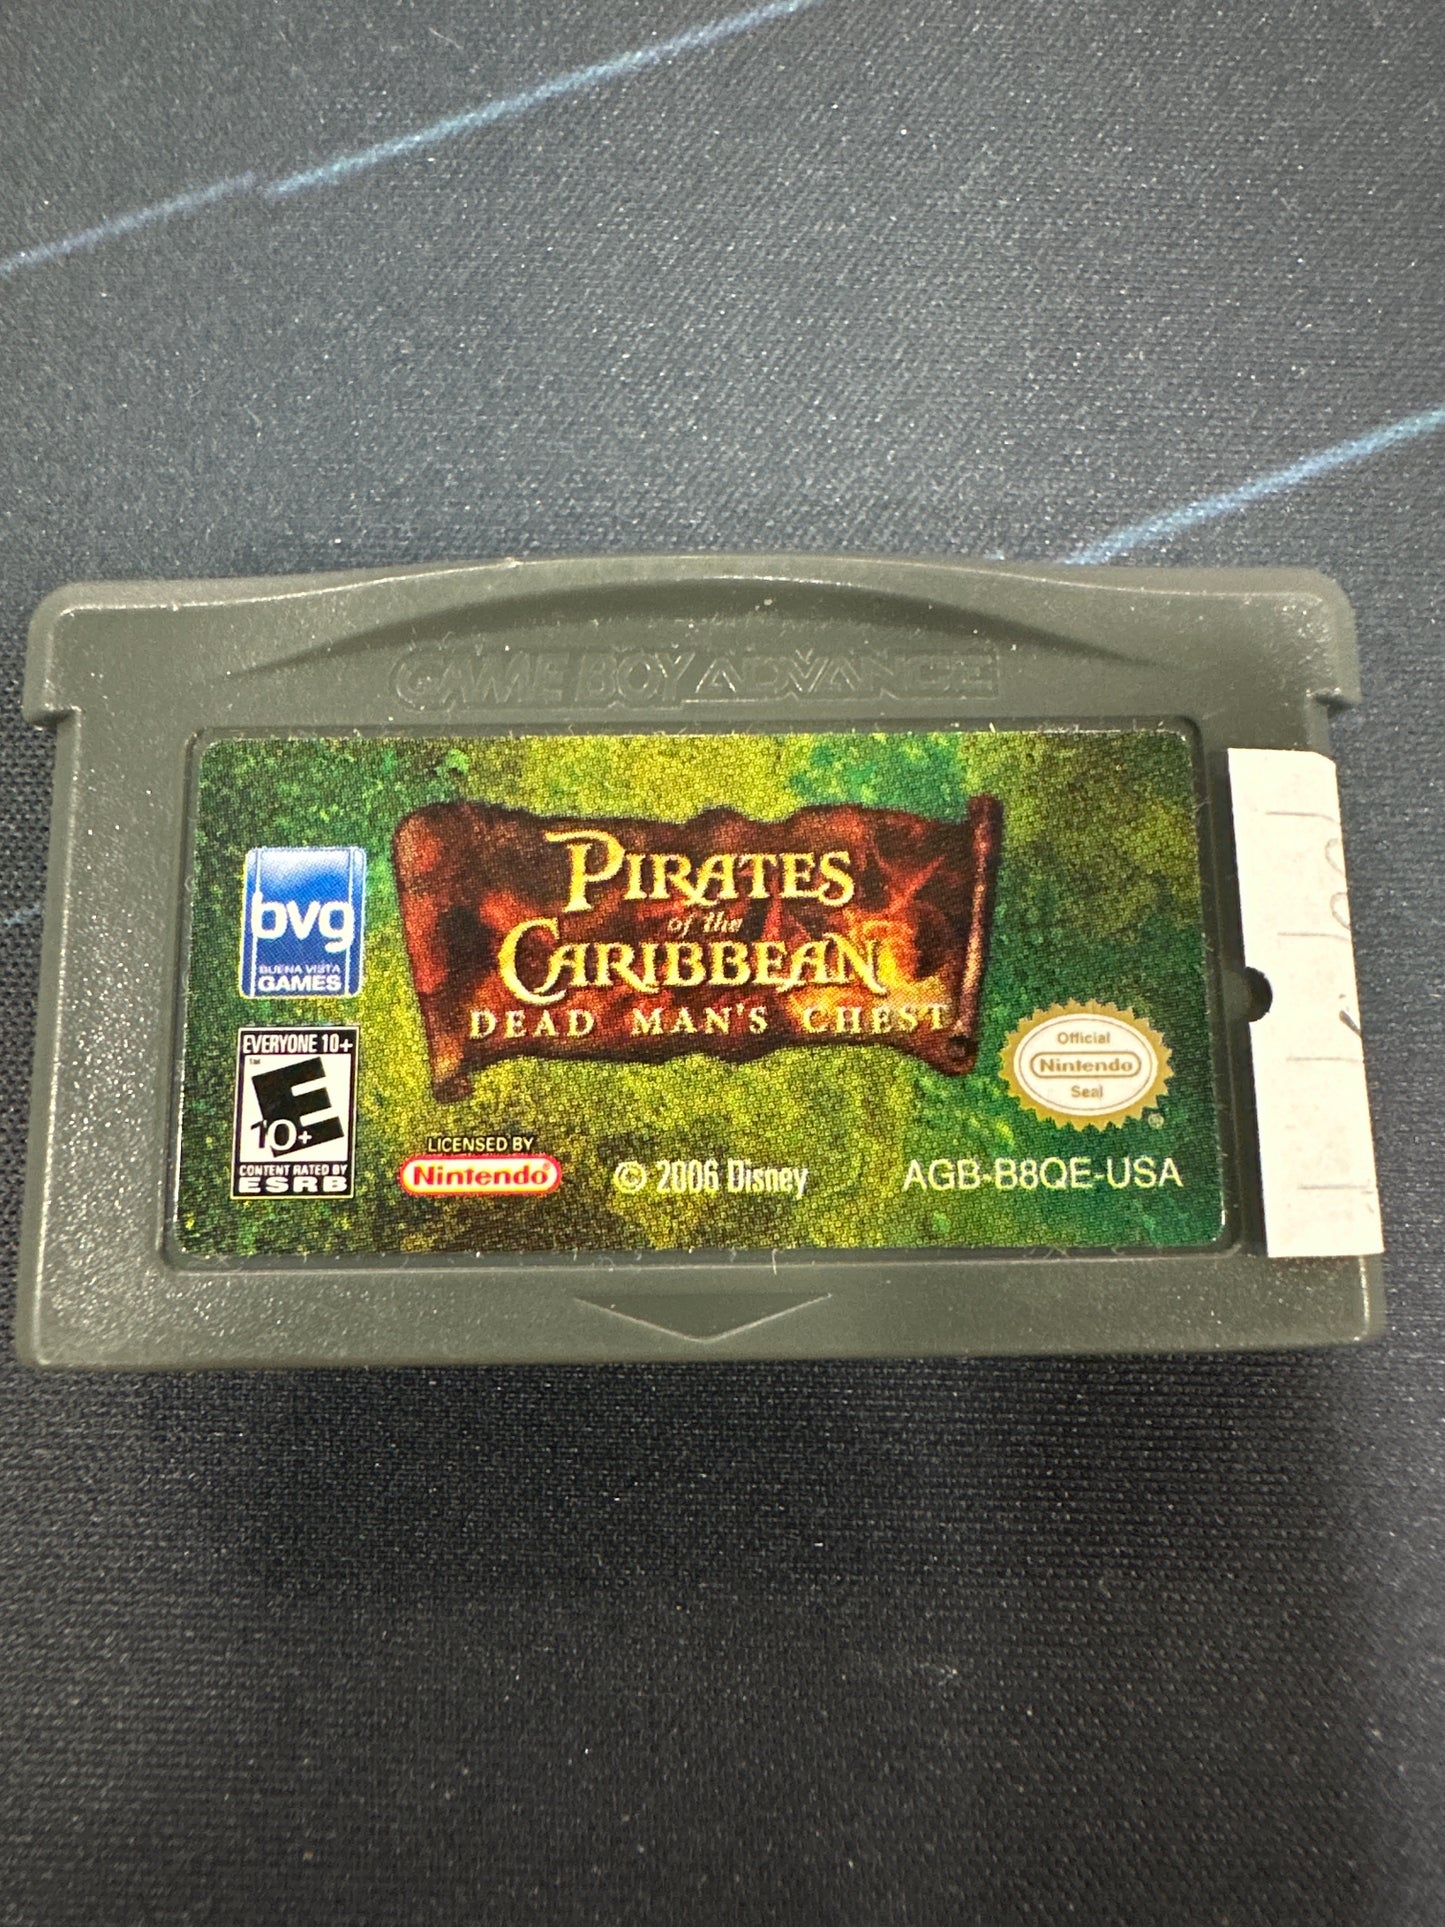 GAME BOY ADVANCE
PIRATES
of the
CARIBBEAN
DEAD MAN'S CHEST
bvg
BUENA VISTA
GAMES
EVERYONE 10+
™
E
10+
CONTENT RATED BY
ESRB
LICENSED BY
Nintendo®
© 2006 Disney
Official
Nintendo
Seal
®
AGB-B8QE-USA